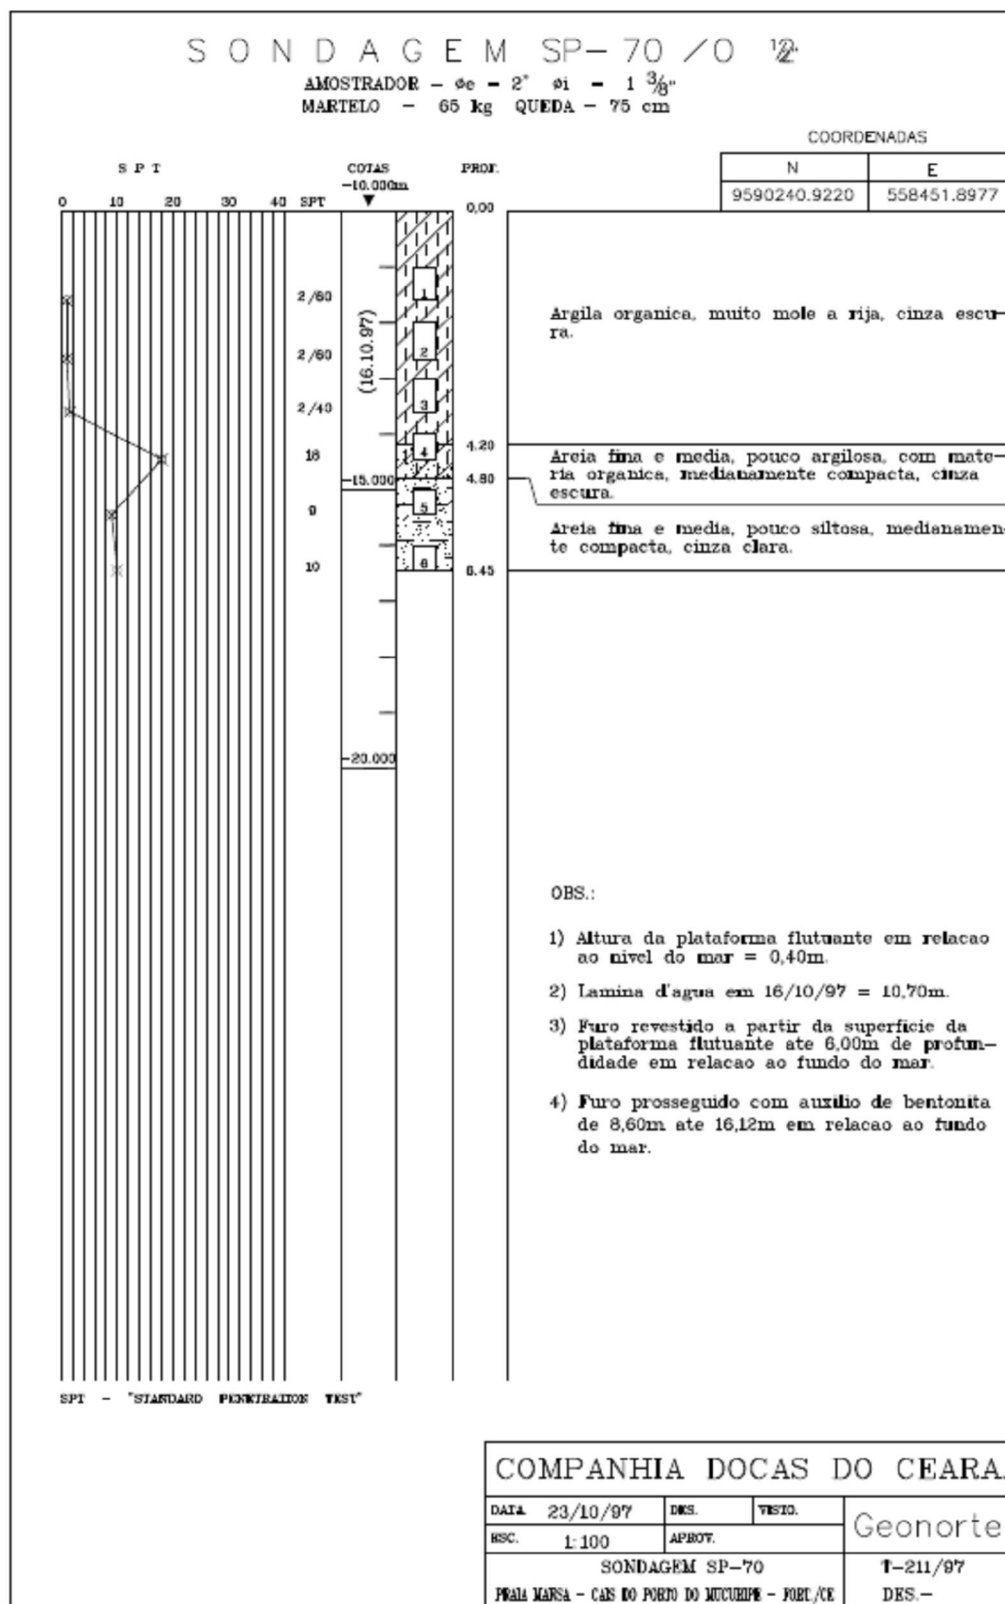 SONDAGEM SP-70 /O 1/2"
AMOSTRADOR - øe = 2" øi = 1 3/8"
MARTELO - 65 kg QUEDA - 75 cm
COORDENADAS
N E
9590240.9220 558451.8977
SPT COTAS PROF.
-10.000m
0 10 20 30 40 SPT
0,00
1
2/60
2/60
2
(16.10.97)
3
2/40
4
18
4.20
4.80
-15.000
5
9
6
10
6.45
-20.000
Argila organica, muito mole a rija, cinza escu-
ra.
Areia fina e media, pouco argilosa, com mate-
ria organica, medianamente compacta, cinza
escura.
Areia fina e media, pouco siltosa, medianamen-
te compacta, cinza clara.
OBS.:
1) Altura da plataforma flutuante em relacao
ao nivel do mar = 0,40m.
2) Lamina d'agua em 16/10/97 = 10,70m.
3) Furo revestido a partir da superficie da
plataforma flutuante ate 6,00m de profun-
didade em relacao ao fundo do mar.
4) Furo prosseguido com auxilio de bentonita
de 8,60m ate 16,12m em relacao ao fundo
do mar.
SPT - "STANDARD PENETRATION TEST"
COMPANHIA DOCAS DO CEARA
DATA 23/10/97 DES. VISTO.
Geonorte
ESC. 1:100 APROV.
SONDAGEM SP-70 T-211/97
PRAIA MANSA - CAIS DO PORTO DO MUCURIPE - FORT./CE DES.-